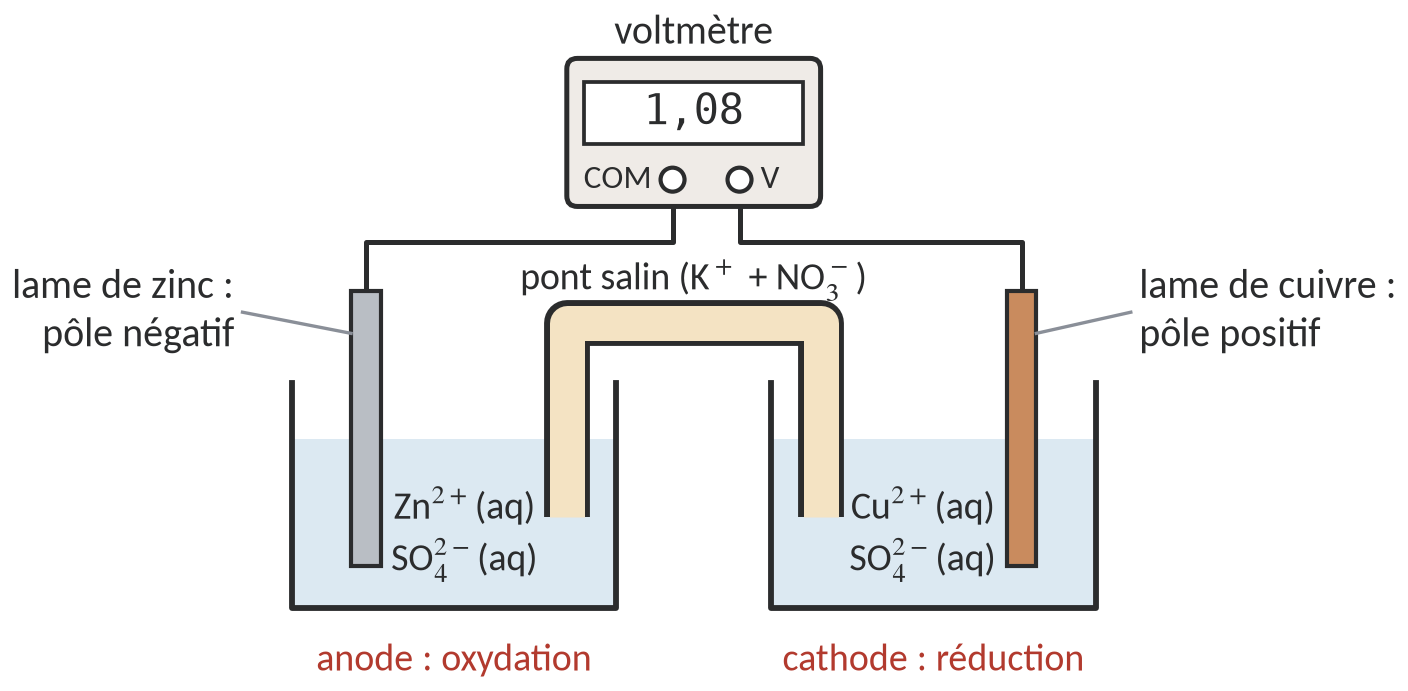 voltmètre
1,08
COM V
pont salin (K⁺ + NO₃⁻)
lame de zinc :
pôle négatif
lame de cuivre :
pôle positif
Zn²⁺ (aq)
SO₄²⁻ (aq)
Cu²⁺ (aq)
SO₄²⁻ (aq)
anode : oxydation
cathode : réduction